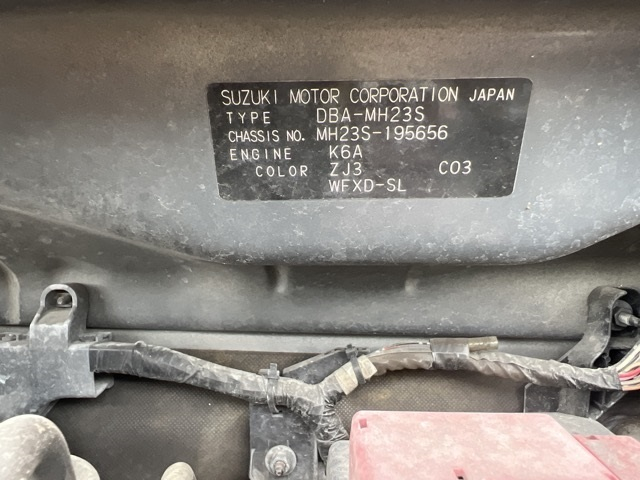 SUZUKI MOTOR CORPORATION JAPAN
TYPE DBA-MH23S
CHASSIS NO. MH23S-195656
ENGINE K6A
COLOR ZJ3 C03
WFXD-SL